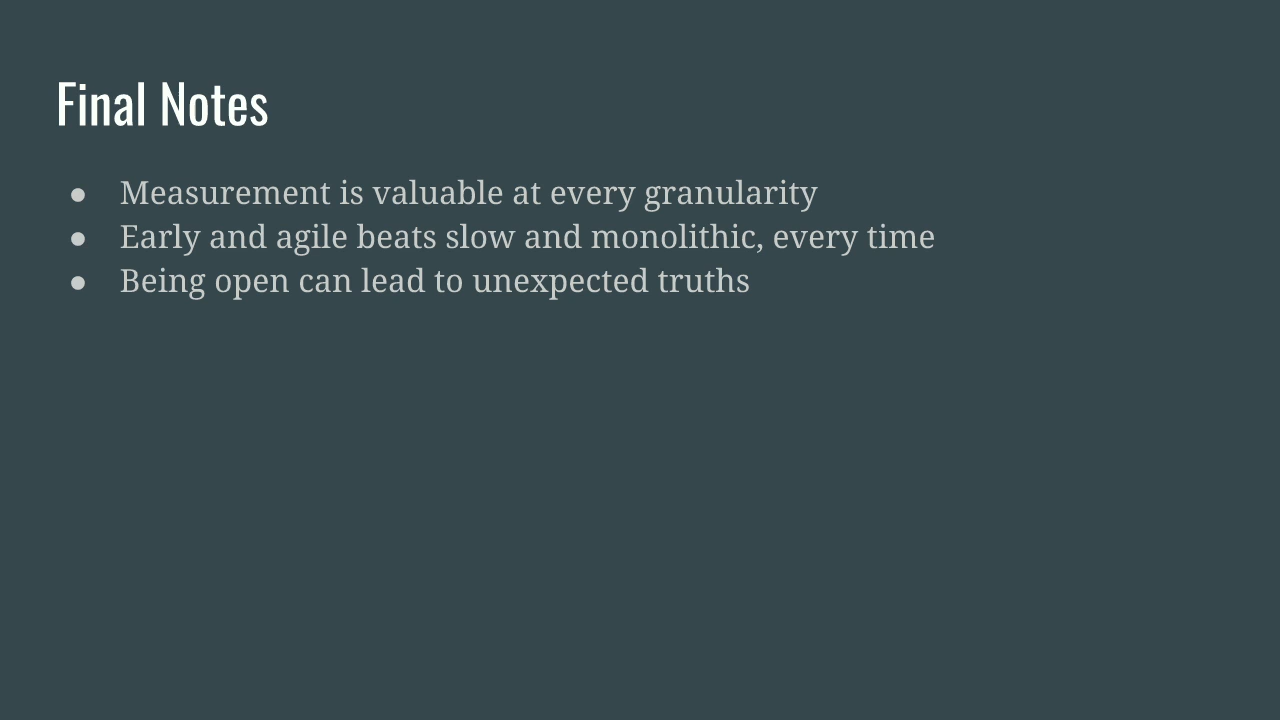 Final Notes
● Measurement is valuable at every granularity
● Early and agile beats slow and monolithic, every time
● Being open can lead to unexpected truths